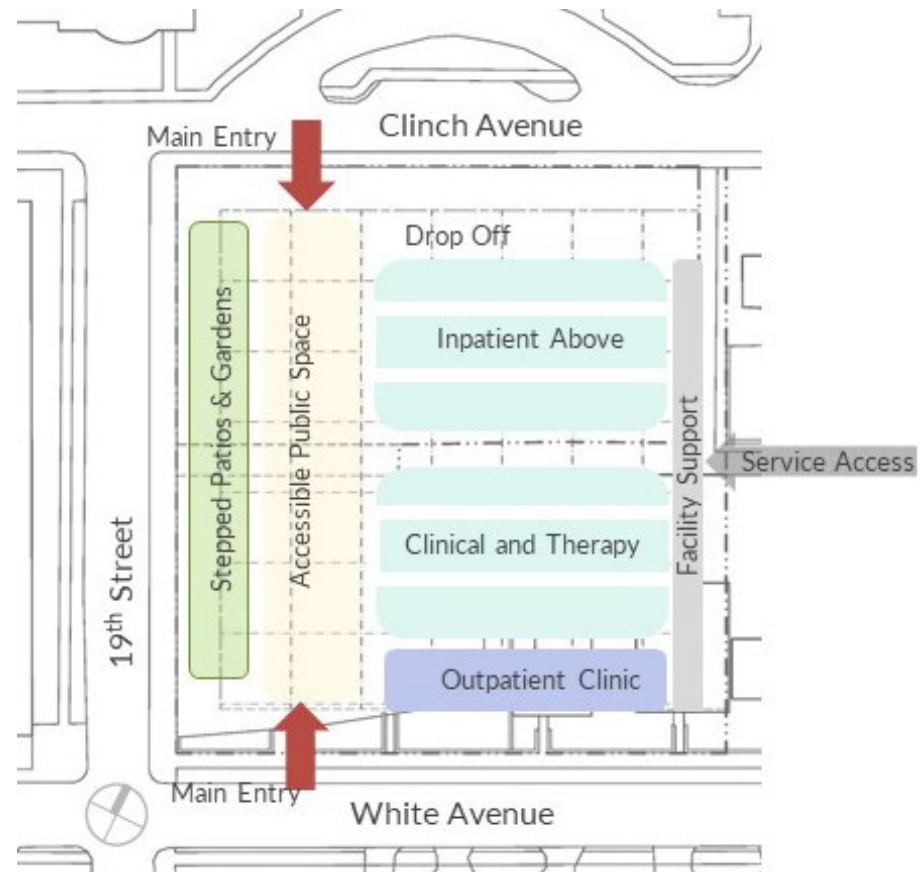 Clinch Avenue
Main Entry
Drop Off
Stepped Patios & Gardens
Accessible Public Space
Inpatient Above
Facility Support
Service Access
Clinical and Therapy
19th Street
Outpatient Clinic
Main Entry
White Avenue